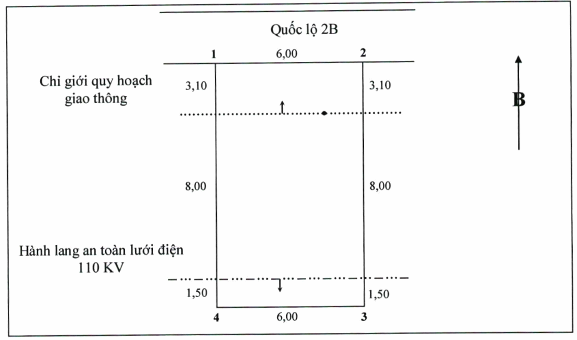 Quốc lộ 2B
1 6,00 2
Chỉ giới quy hoạch
giao thông
3,10 3,10
B
8,00 8,00
Hành lang an toàn lưới điện
110 KV
1,50 1,50
4 6,00 3